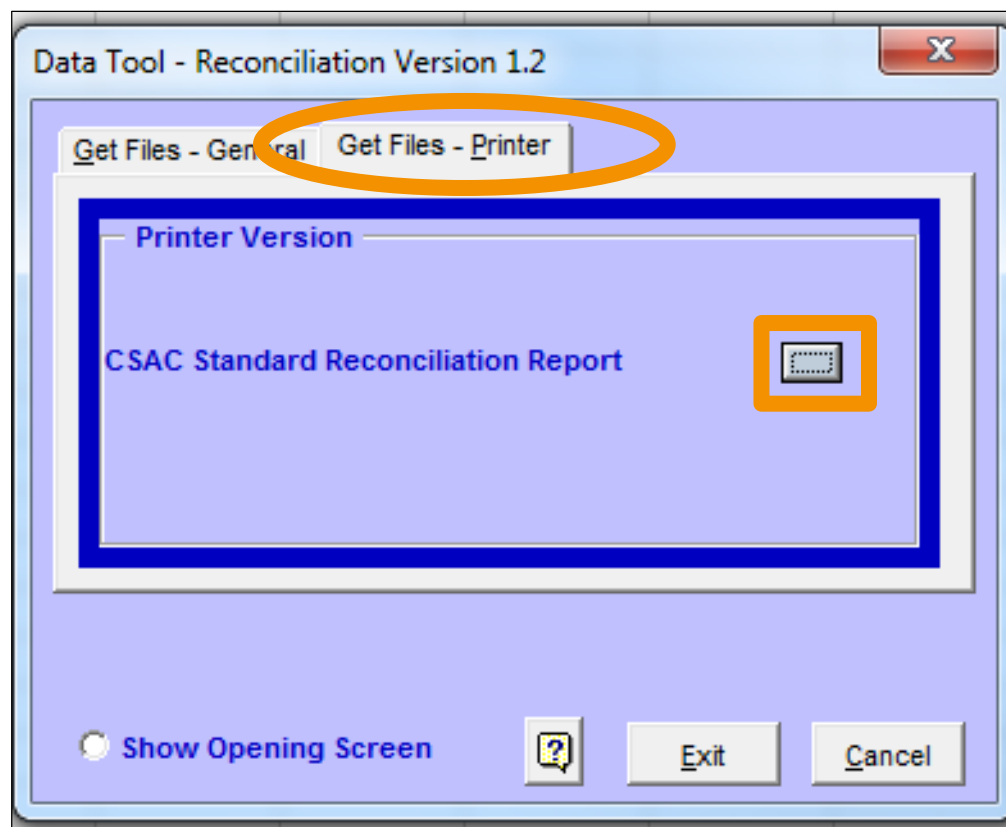 Data Tool - Reconciliation Version 1.2
Get Files - General Get Files - Printer
Printer Version
CSAC Standard Reconciliation Report
Show Opening Screen ? Exit Cancel